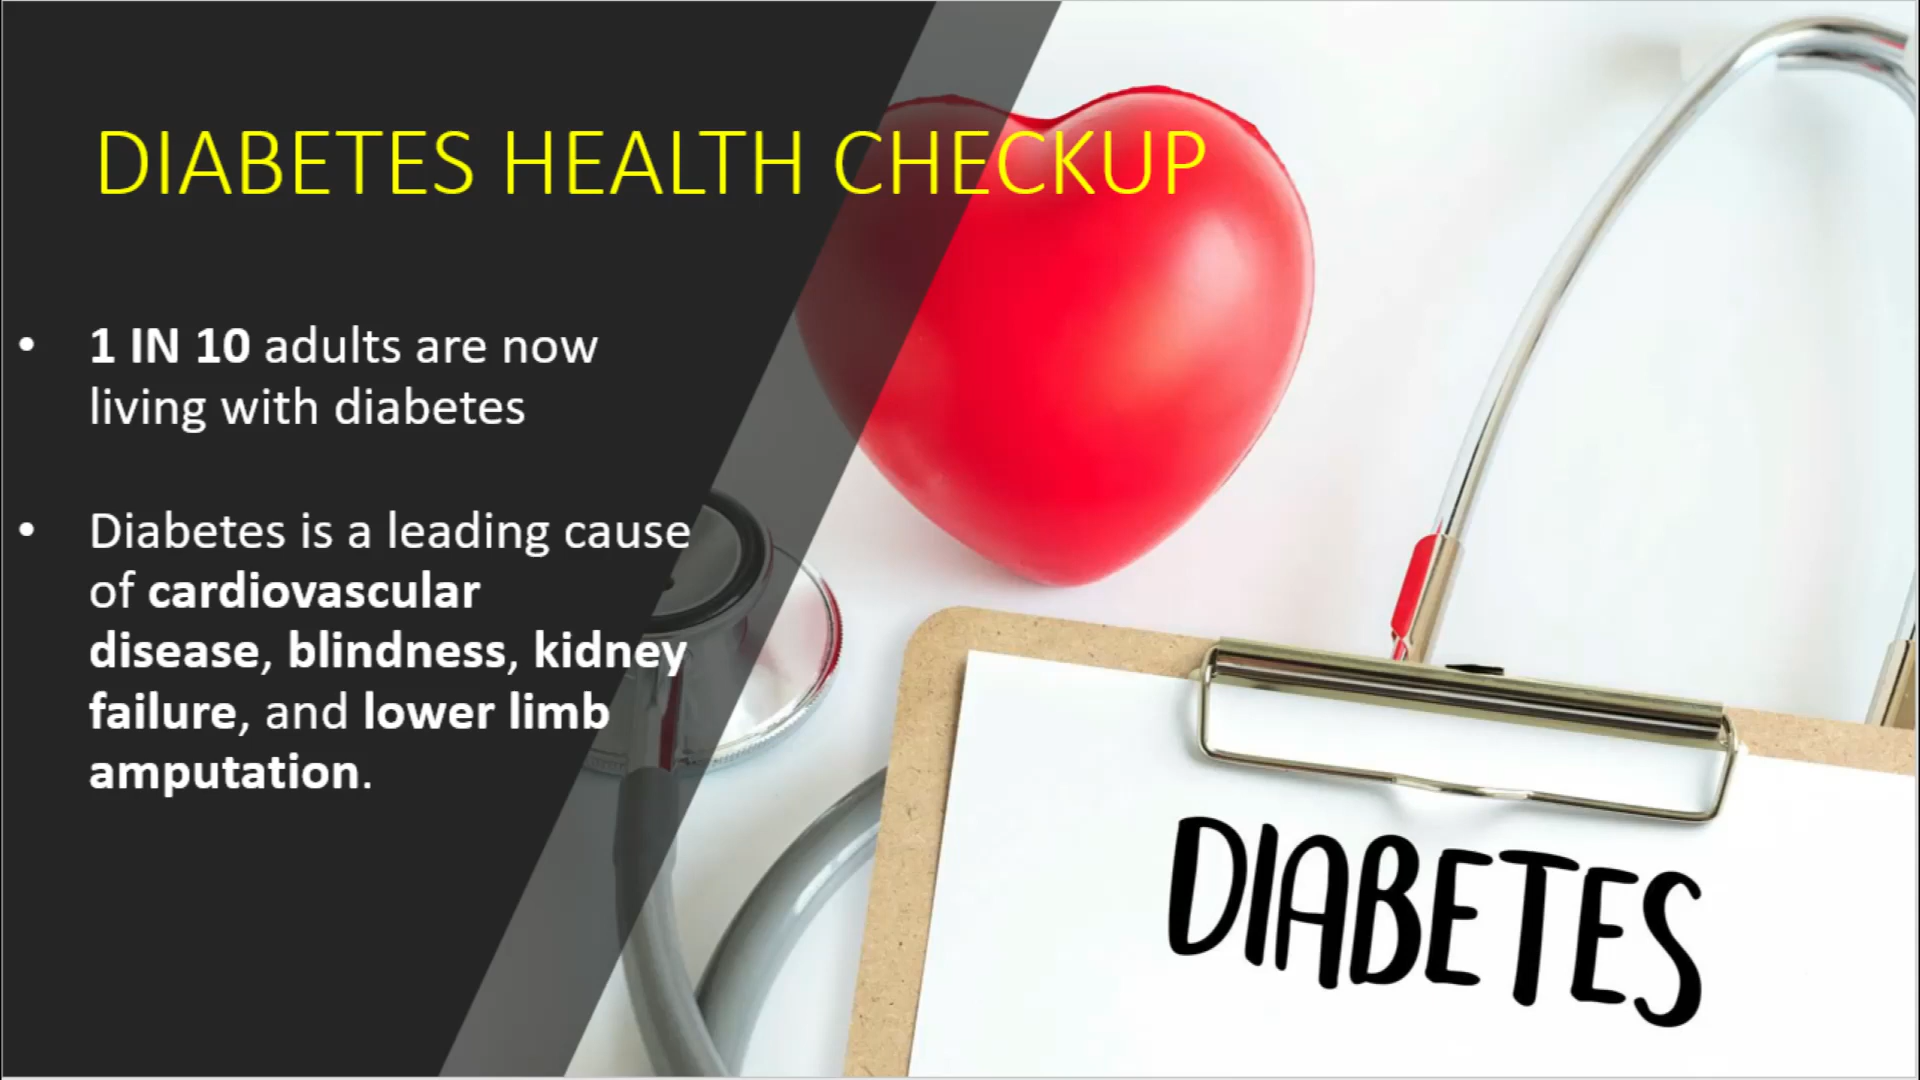 DIABETES HEALTH CHECKUP
• 1 IN 10 adults are now
living with diabetes
• Diabetes is a leading cause
of cardiovascular
disease, blindness, kidney
failure, and lower limb
amputation.
DIABETES